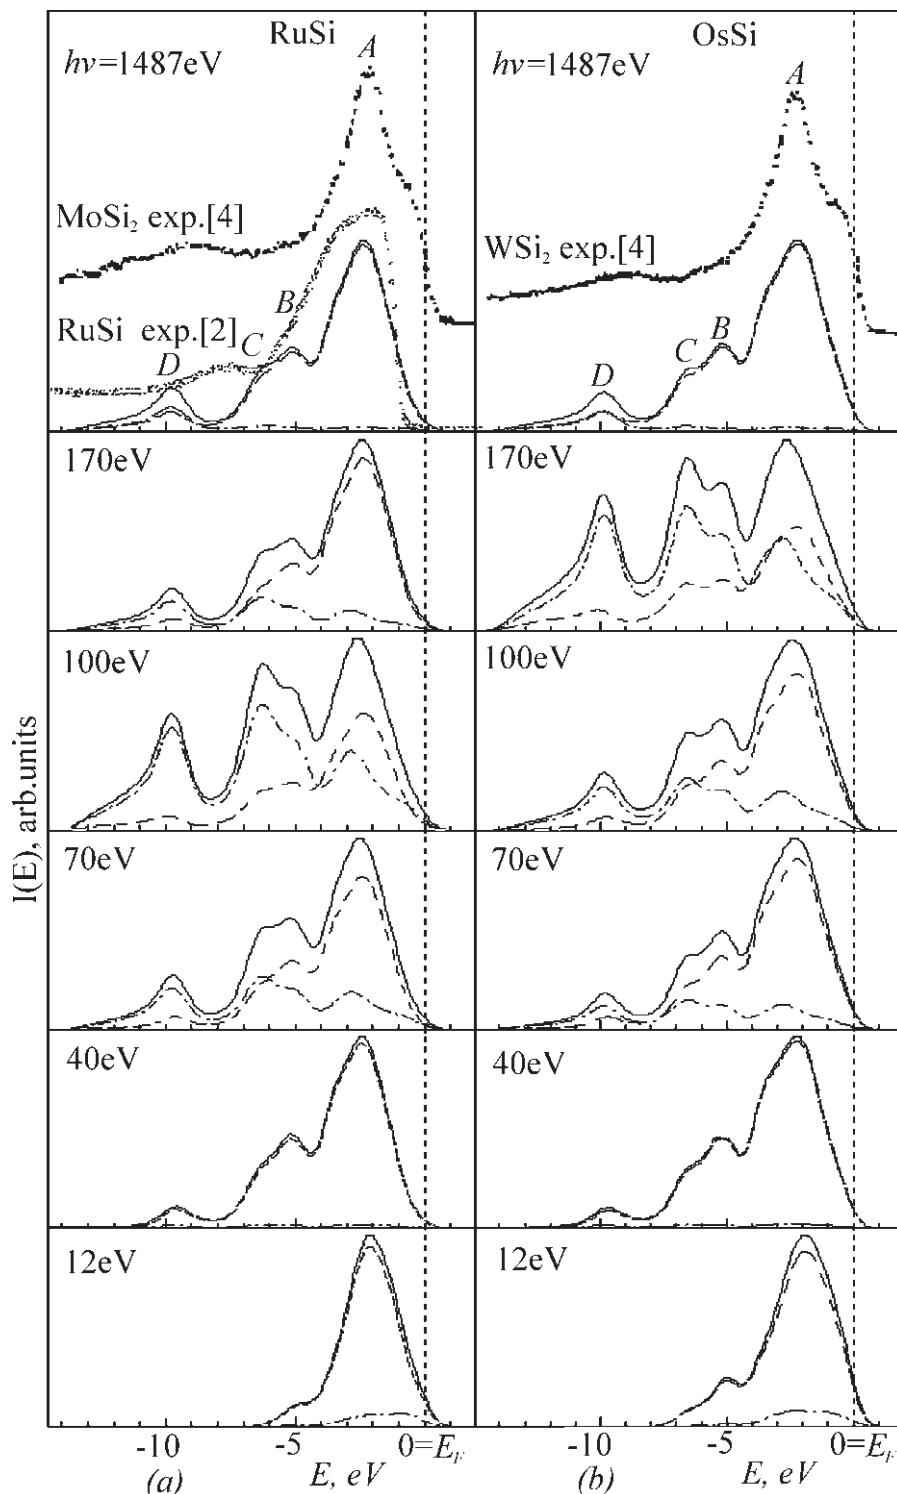 RuSi
OsSi
hν=1487eV
A
hν=1487eV
A
MoSi₂ exp.[4]
WSi₂ exp.[4]
B
RuSi exp.[2]
C
D
B
C
D
170eV
170eV
100eV
100eV
I(E), arb.units
70eV
70eV
40eV
40eV
12eV
12eV
-10
-5
0=E_F
-10
-5
0=E_F
(a)
E, eV
(b)
E, eV